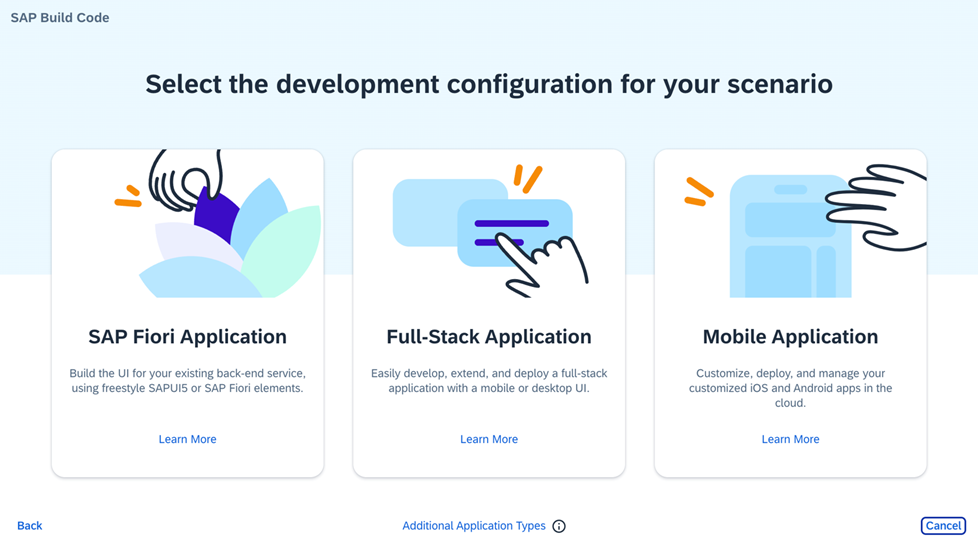 SAP Build Code
Select the development configuration for your scenario
SAP Fiori Application
Build the UI for your existing back-end service,
using freestyle SAPUI5 or SAP Fiori elements.
Learn More
Full-Stack Application
Easily develop, extend, and deploy a full-stack
application with a mobile or desktop UI.
Learn More
Mobile Application
Customize, deploy, and manage your
customized iOS and Android apps in the
cloud.
Learn More
Back
Additional Application Types
Cancel